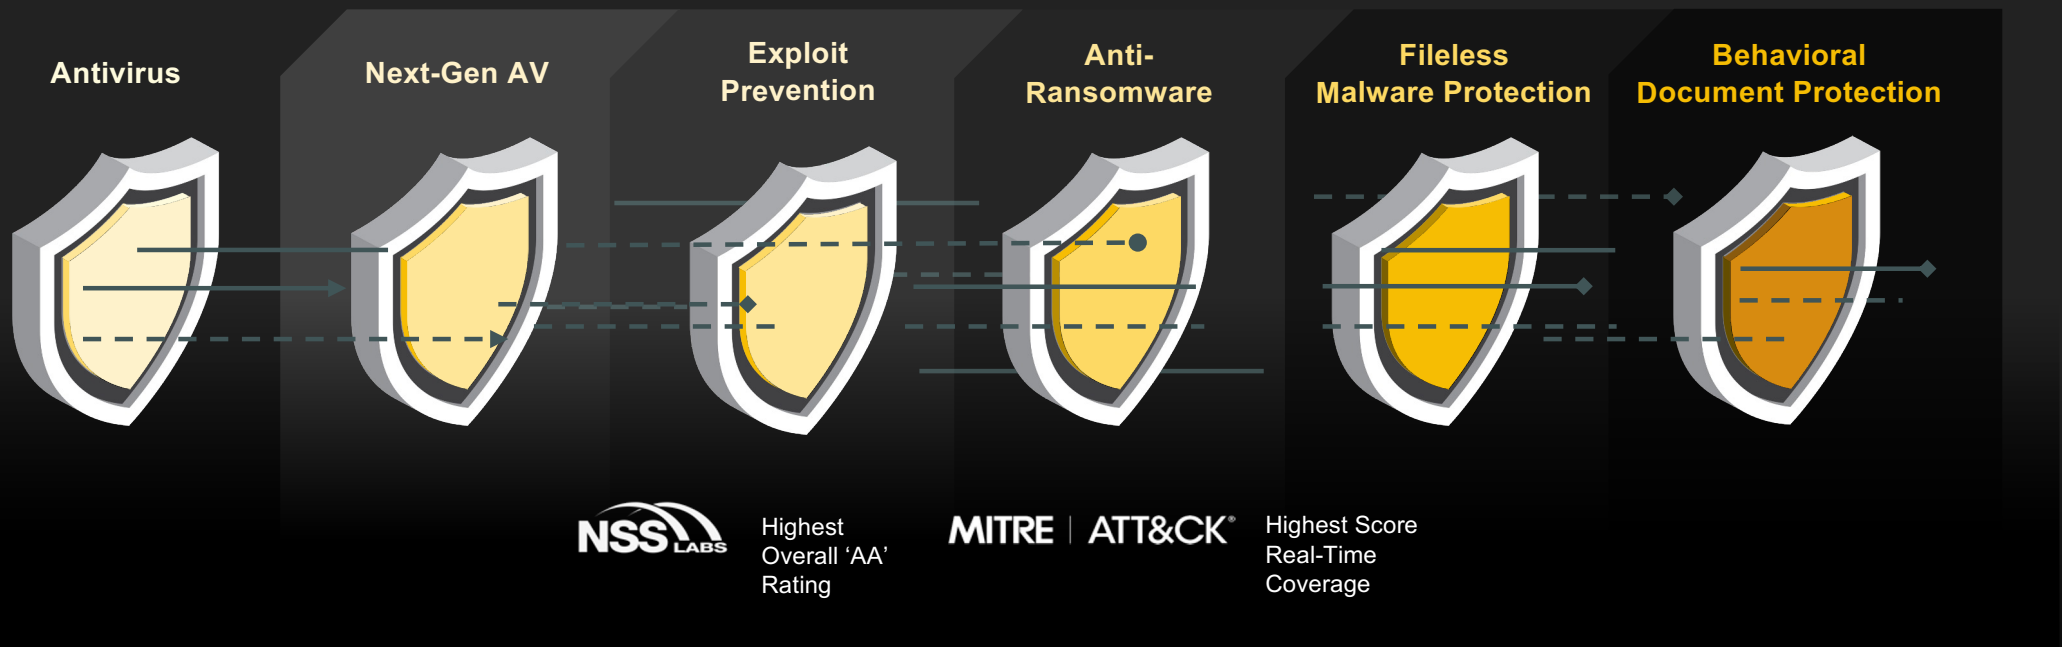 Antivirus
Next-Gen AV
Exploit
Prevention
Anti-
Ransomware
Fileless
Malware Protection
Behavioral
Document Protection
NSS LABS
Highest
Overall ‘AA’
Rating
MITRE | ATT&CK®
Highest Score
Real-Time
Coverage